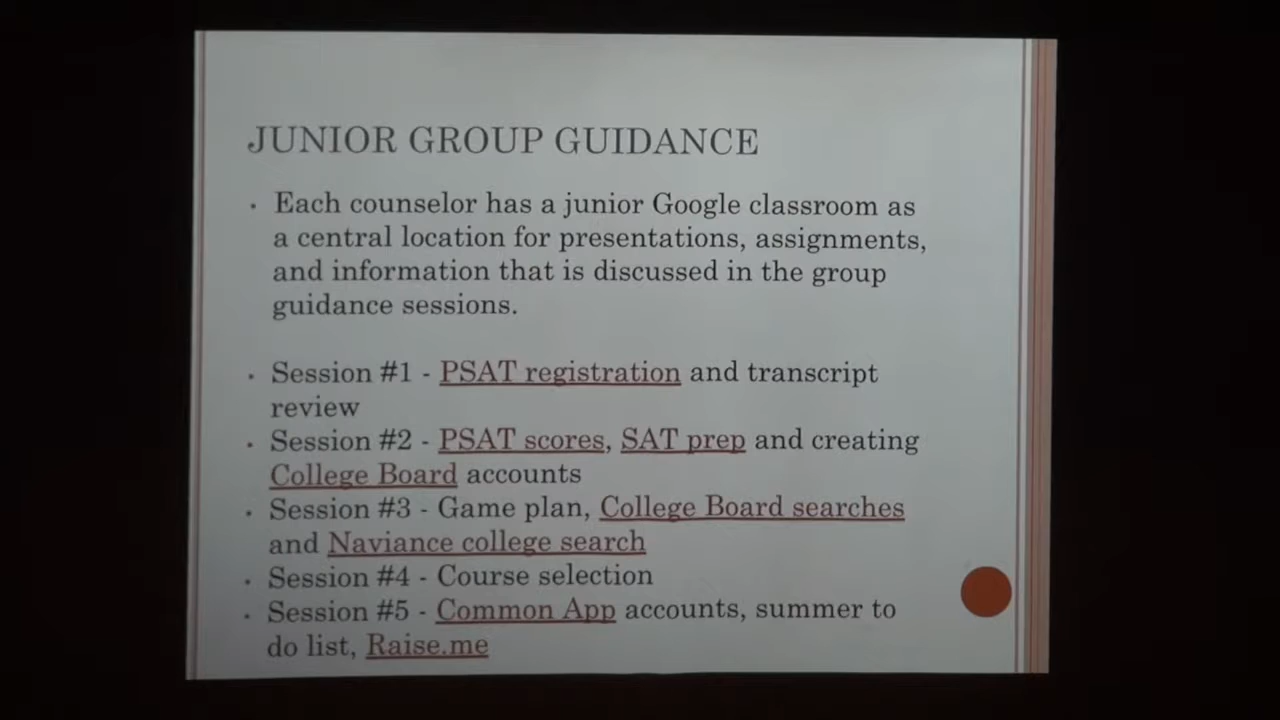 JUNIOR GROUP GUIDANCE
• Each counselor has a junior Google classroom as
a central location for presentations, assignments,
and information that is discussed in the group
guidance sessions.
• Session #1 - PSAT registration and transcript
review
• Session #2 - PSAT scores, SAT prep and creating
College Board accounts
• Session #3 - Game plan, College Board searches
and Naviance college search
• Session #4 - Course selection
• Session #5 - Common App accounts, summer to
do list, Raise.me